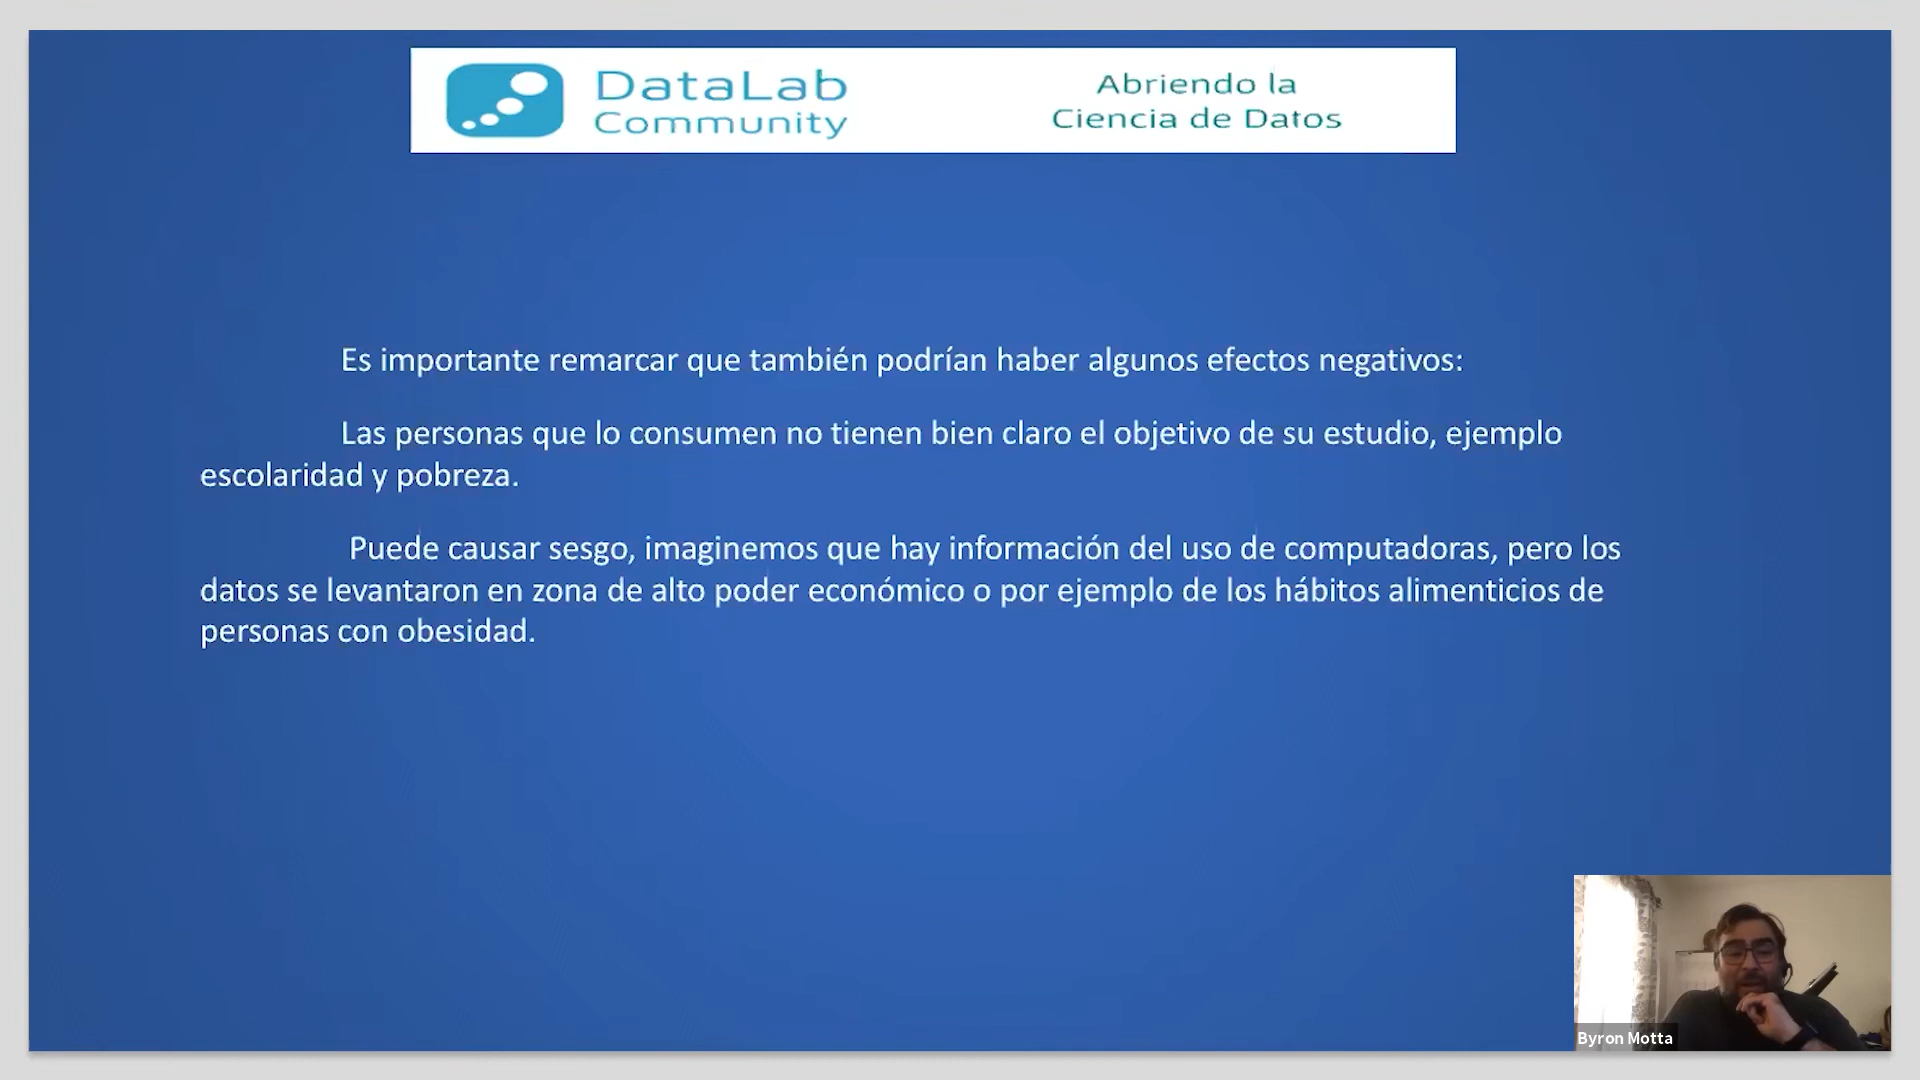 DataLab
Community
Abriendo la
Ciencia de Datos
Es importante remarcar que también podrían haber algunos efectos negativos:
Las personas que lo consumen no tienen bien claro el objetivo de su estudio, ejemplo
escolaridad y pobreza.
Puede causar sesgo, imaginemos que hay información del uso de computadoras, pero los
datos se levantaron en zona de alto poder económico o por ejemplo de los hábitos alimenticios de
personas con obesidad.
Byron Motta